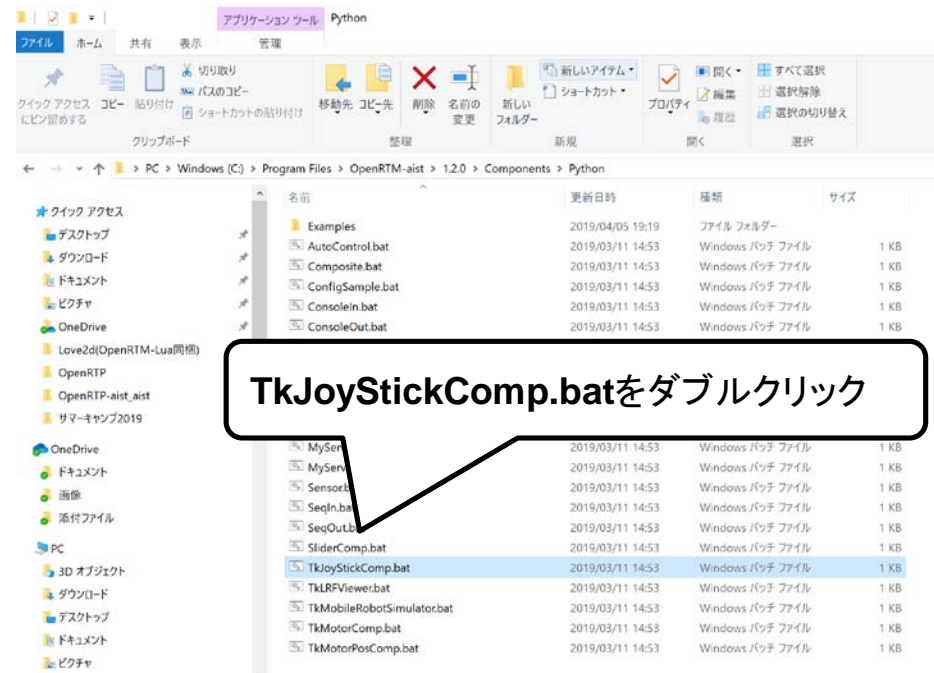 アプリケーション ツール Python
ファイル ホーム 共有 表示 管理
クイック アクセスにピン留めする
コピー
貼り付け
切り取り
パスのコピー
ショートカットの貼り付け
移動先 コピー先 削除 名前の変更
新しいフォルダー
新しいアイテム
ショートカット
プロパティ
開く
編集
履歴
すべて選択
選択解除
選択の切り替え
クリップボード 整理 新規 開く 選択
PC > Windows (C:) > Program Files > OpenRTM-aist > 1.2.0 > Components > Python
名前 更新日時 種類 サイズ
クイック アクセス
デスクトップ
ダウンロード
ドキュメント
ピクチャ
OneDrive
Love2d(OpenRTM-Lua同梱)
OpenRTP
OpenRTP-aist_aist
サマーキャンプ2019
OneDrive
ドキュメント
画像
添付ファイル
PC
3D オブジェクト
ダウンロード
デスクトップ
ドキュメント
ピクチャ
Examples 2019/04/05 19:19 ファイル フォルダー
AutoControl.bat 2019/03/11 14:53 Windows バッチ ファイル 1 KB
Composite.bat 2019/03/11 14:53 Windows バッチ ファイル 1 KB
ConfigSample.bat 2019/03/11 14:53 Windows バッチ ファイル 1 KB
ConsoleIn.bat 2019/03/11 14:53 Windows バッチ ファイル 1 KB
ConsoleOut.bat 2019/03/11 14:53 Windows バッチ ファイル 1 KB
TkJoyStickComp.batをダブルクリック
MySer 2019/03/11 14:53 Windows バッチ ファイル 1 KB
MyServ 2019/03/11 14:53 Windows バッチ ファイル 1 KB
Sensor.b 2019/03/11 14:53 Windows バッチ ファイル 1 KB
SeqIn.ba 2019/03/11 14:53 Windows バッチ ファイル 1 KB
SeqOut.b 2019/03/11 14:53 Windows バッチ ファイル 1 KB
SliderComp.bat 2019/03/11 14:53 Windows バッチ ファイル 1 KB
TkJoyStickComp.bat 2019/03/11 14:53 Windows バッチ ファイル 1 KB
TkLRFViewer.bat 2019/03/11 14:53 Windows バッチ ファイル 1 KB
TkMobileRobotSimulator.bat 2019/03/11 14:53 Windows バッチ ファイル 1 KB
TkMotorComp.bat 2019/03/11 14:53 Windows バッチ ファイル 1 KB
TkMotorPosComp.bat 2019/03/11 14:53 Windows バッチ ファイル 1 KB